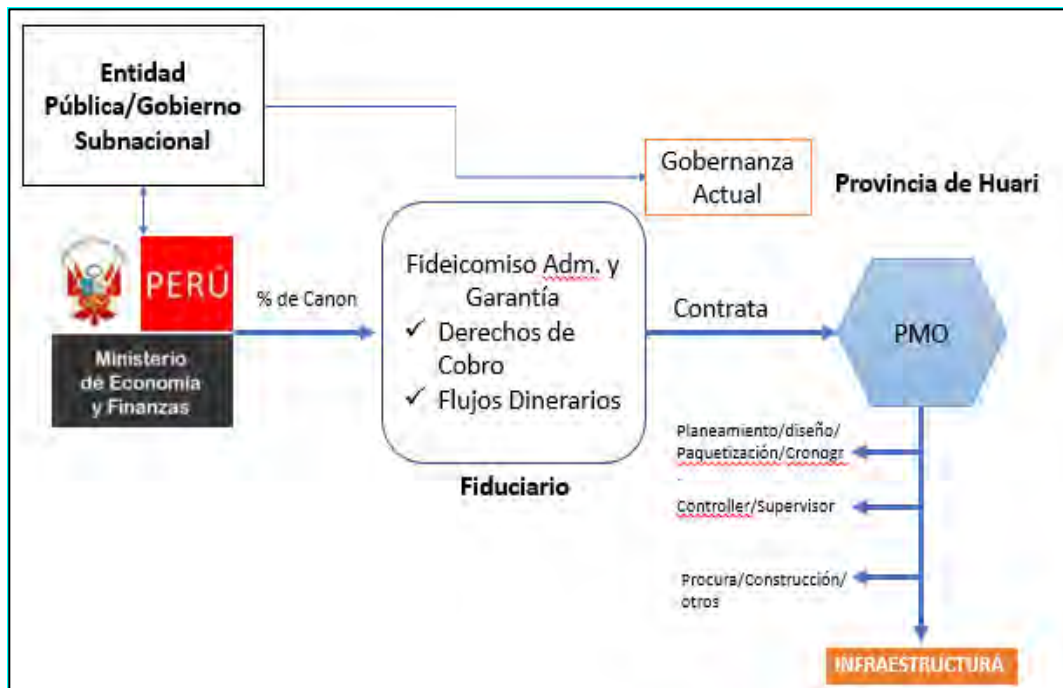 Entidad
Pública/Gobierno
Subnacional
Gobernanza
Actual
Provincia de Huari
PERÚ
Ministerio
de Economía
y Finanzas
% de Canon
Fideicomiso Adm. y
Garantía
✓ Derechos de
Cobro
✓ Flujos Dinerarios
Fiduciario
Contrata
PMO
Planeamiento/diseño/
Paquetización/Cronogr
.
Controller/Supervisor
Procura/Construcción/
otros
INFRAESTRUCTURA